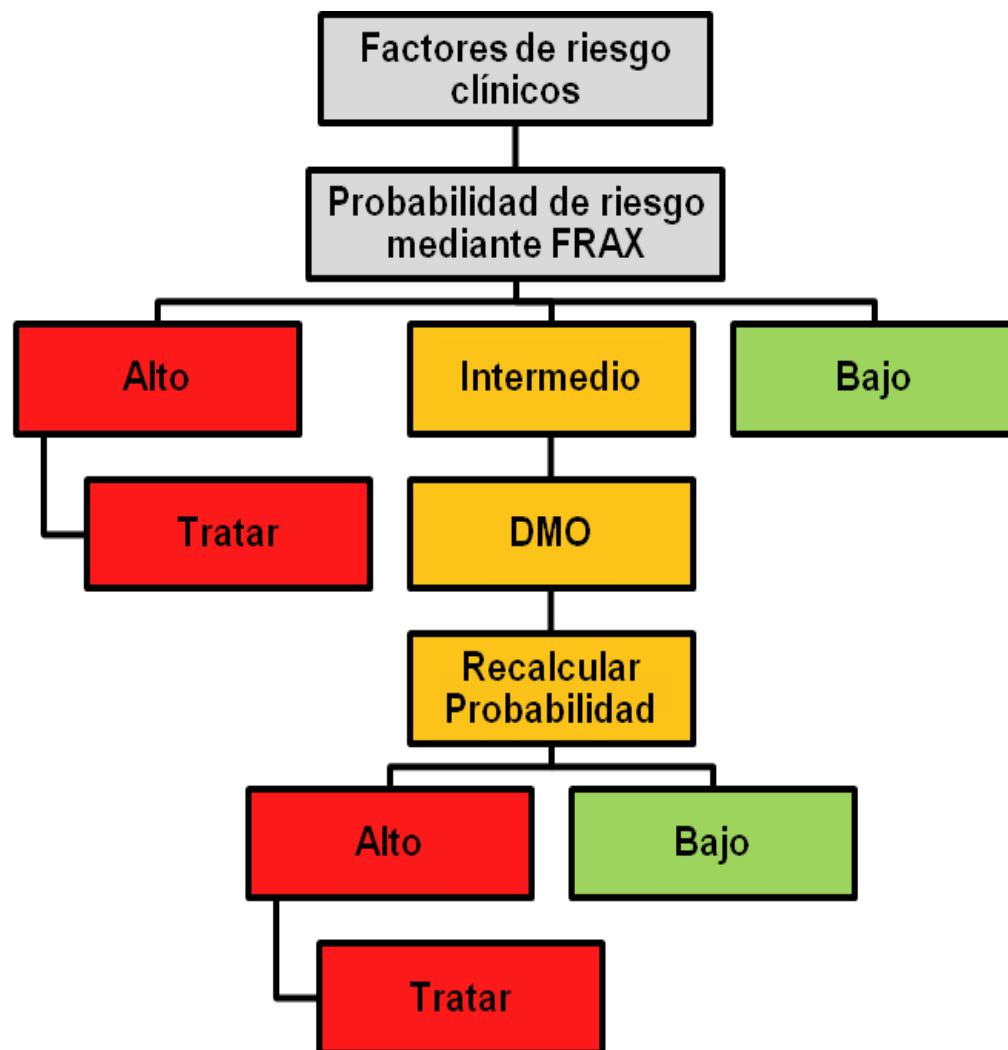 Factores de riesgo
clínicos
Probabilidad de riesgo
mediante FRAX
Alto
Intermedio
Bajo
Tratar
DMO
Recalcular
Probabilidad
Alto
Bajo
Tratar